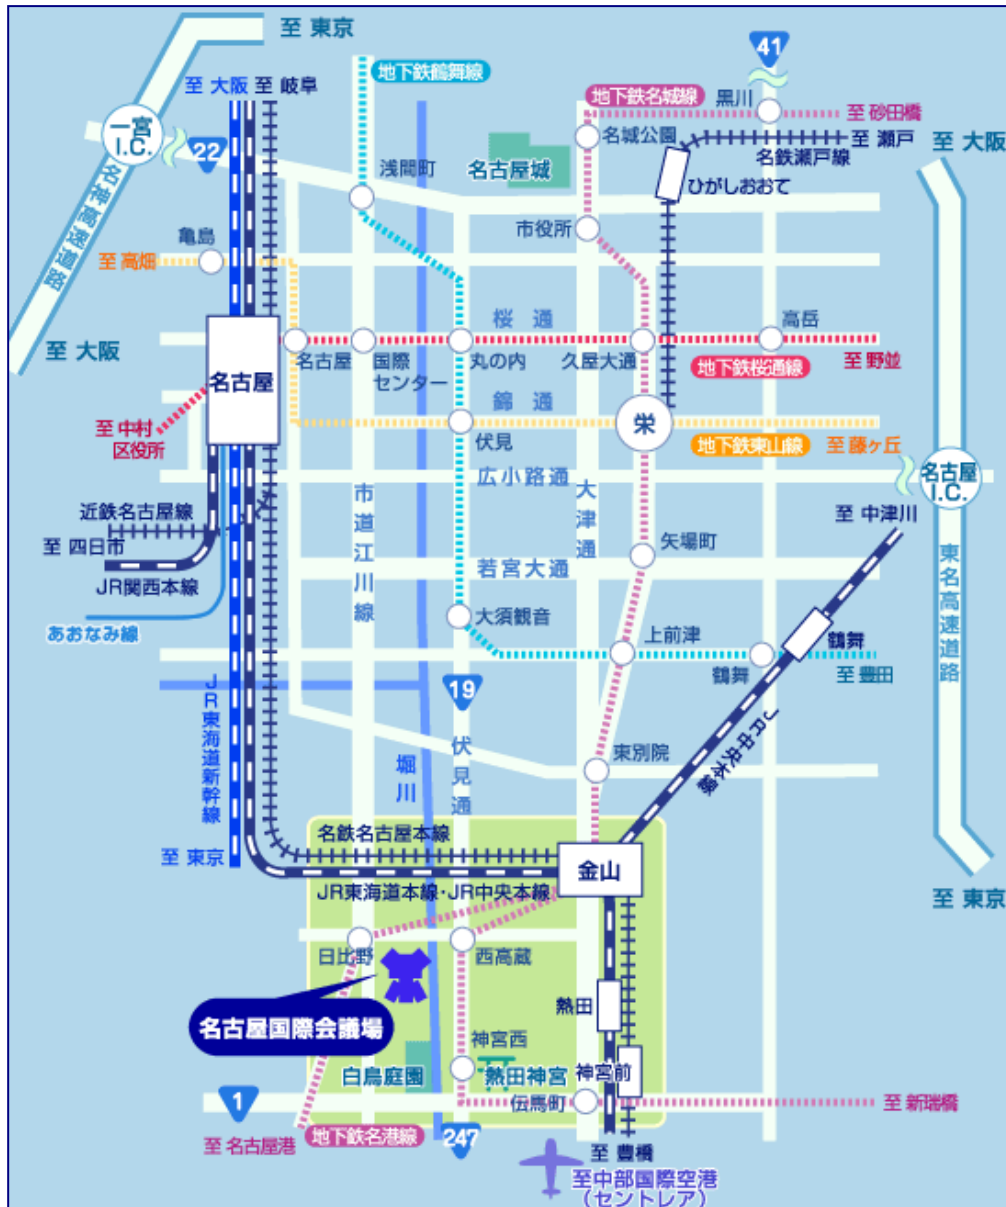 至 東京
41
地下鉄鶴舞線
至 大阪
至 岐阜
地下鉄名城線
黒川
至 砂田橋
一宮
I.C.
22
名城公園
至 瀬戸
至 大阪
名鉄瀬戸線
浅間町
名古屋城
ひがしおおて
名神高速道路
亀島
市役所
至 高畑
桜 通
高岳
至 大阪
名古屋
名古屋
国際
センター
丸の内
久屋大通
至 野並
地下鉄桜通線
錦 通
栄
至 中村
区役所
伏見
地下鉄東山線
至 藤ヶ丘
広小路通
名古屋
I.C.
市道江川線
大津通
近鉄名古屋線
至 中津川
至 四日市
矢場町
JR関西本線
若宮大通
東名高速道路
あおなみ線
大須観音
上前津
鶴舞
鶴舞
至 豊田
JR東海道新幹線
19
JR中央本線
伏見通
堀川
東別院
名鉄名古屋本線
至 東京
金山
JR東海道本線・JR中央本線
至 東京
日比野
西高蔵
熱田
名古屋国際会議場
神宮西
白鳥庭園
熱田神宮
神宮前
1
伝馬町
至 新瑞橋
至 名古屋港
地下鉄名港線
247
至 豊橋
至中部国際空港
(セントレア)